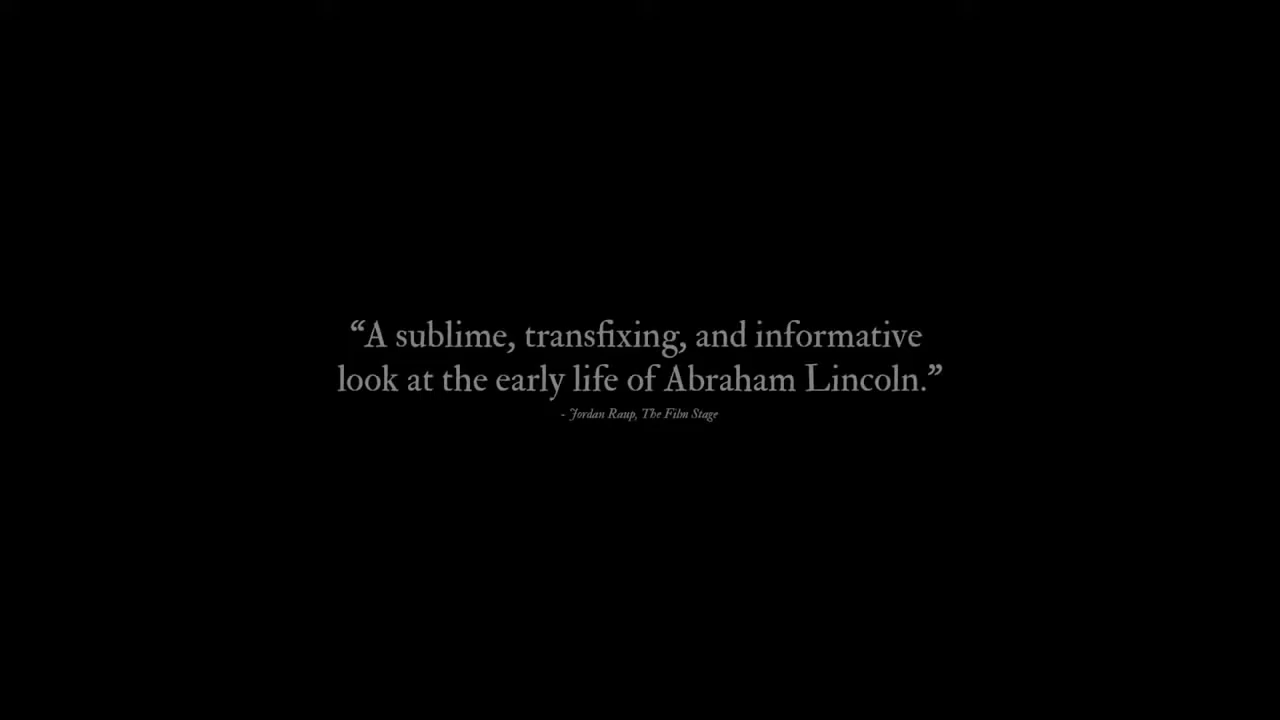 “A sublime, transfixing, and informative
look at the early life of Abraham Lincoln.”
- Jordan Raup, The Film Stage